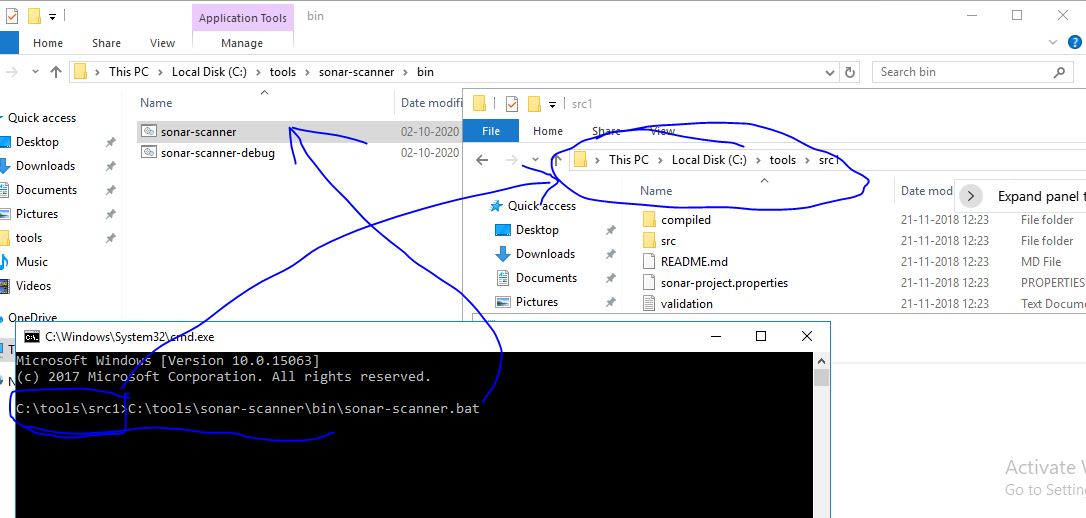 Application Tools bin
Home Share View Manage
This PC Local Disk (C:) tools sonar-scanner bin Search bin
Name Date modifi
Quick access
Desktop
Downloads
Documents
Pictures
tools
Music
Videos
OneDrive
sonar-scanner 02-10-2020
sonar-scanner-debug 02-10-2020
src1
File Home Share View
This PC Local Disk (C:) tools src1
Name Date mod
Expand panel t
Quick access
Desktop
Downloads
Documents
Pictures
compiled 21-11-2018 12:23 File folder
src 21-11-2018 12:23 File folder
README.md 21-11-2018 12:23 MD File
sonar-project.properties 21-11-2018 12:23 PROPERTIES
validation 21-11-2018 12:23 Text Docume
C:\Windows\System32\cmd.exe
Microsoft Windows [Version 10.0.15063]
(c) 2017 Microsoft Corporation. All rights reserved.
C:\tools\src1>C:\tools\sonar-scanner\bin\sonar-scanner.bat
Activate W
Go to Setting